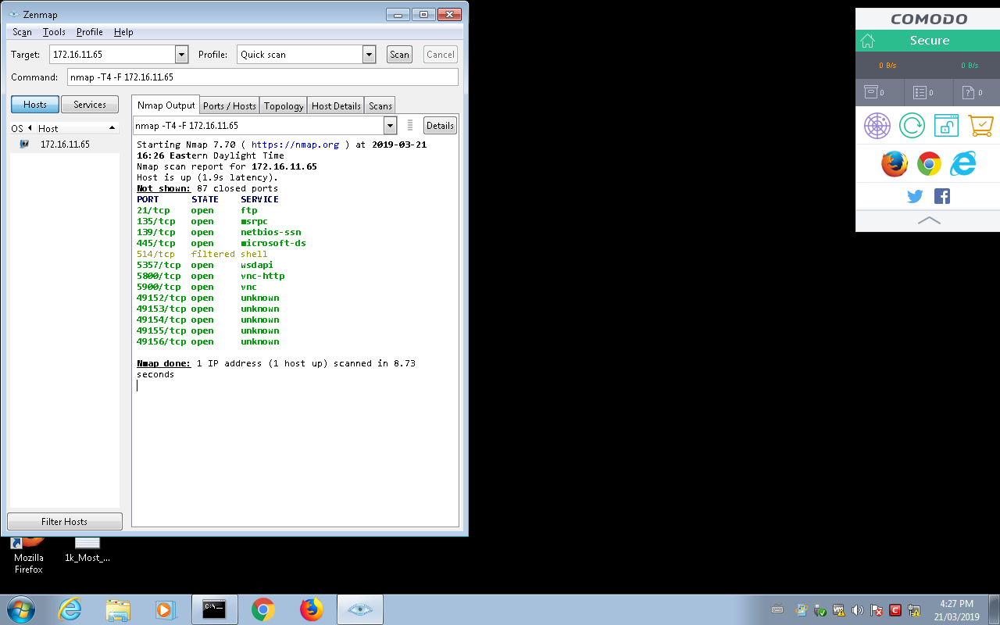 Zenmap
Scan Tools Profile Help
Target: 172.16.11.65 Profile: Quick scan Scan Cancel
Command: nmap -T4 -F 172.16.11.65
Hosts Services
OS Host
172.16.11.65
Filter Hosts
Nmap Output Ports / Hosts Topology Host Details Scans
nmap -T4 -F 172.16.11.65 Details
Starting Nmap 7.70 ( https://nmap.org ) at 2019-03-21
16:26 Eastern Daylight Time
Nmap scan report for 172.16.11.65
Host is up (1.9s latency).
Not shown: 87 closed ports
PORT STATE SERVICE
21/tcp open ftp
135/tcp open msrpc
139/tcp open netbios-ssn
445/tcp open microsoft-ds
514/tcp filtered shell
5357/tcp open wsdapi
5800/tcp open vnc-http
5900/tcp open vnc
49152/tcp open unknown
49153/tcp open unknown
49154/tcp open unknown
49155/tcp open unknown
49156/tcp open unknown
Nmap done: 1 IP address (1 host up) scanned in 8.73
seconds
COMODO
Secure
0 B/s 0 B/s
0 0 0
Mozilla
Firefox
1k_Most_...
C:\_
4:27 PM
21/03/2019